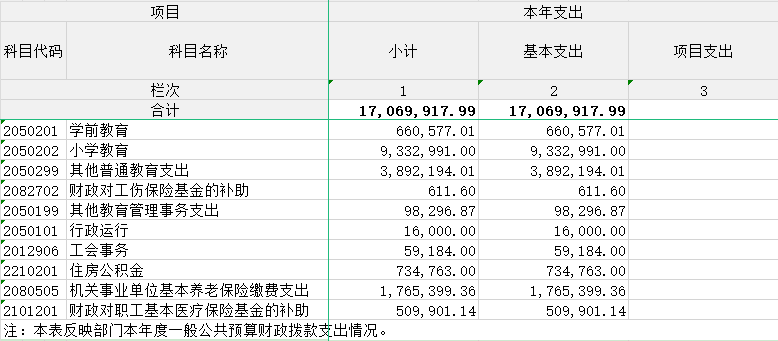 项目 本年支出
科目代码 科目名称 小计 基本支出 项目支出
栏次 1 2 3
合计 17,069,917.99 17,069,917.99
2050201 学前教育 660,577.01 660,577.01
2050202 小学教育 9,332,991.00 9,332,991.00
2050299 其他普通教育支出 3,892,194.01 3,892,194.01
2082702 财政对工伤保险基金的补助 611.60 611.60
2050199 其他教育管理事务支出 98,296.87 98,296.87
2050101 行政运行 16,000.00 16,000.00
2012906 工会事务 59,184.00 59,184.00
2210201 住房公积金 734,763.00 734,763.00
2080505 机关事业单位基本养老保险缴费支出 1,765,399.36 1,765,399.36
2101201 财政对职工基本医疗保险基金的补助 509,901.14 509,901.14
注：本表反映部门本年度一般公共预算财政拨款支出情况。